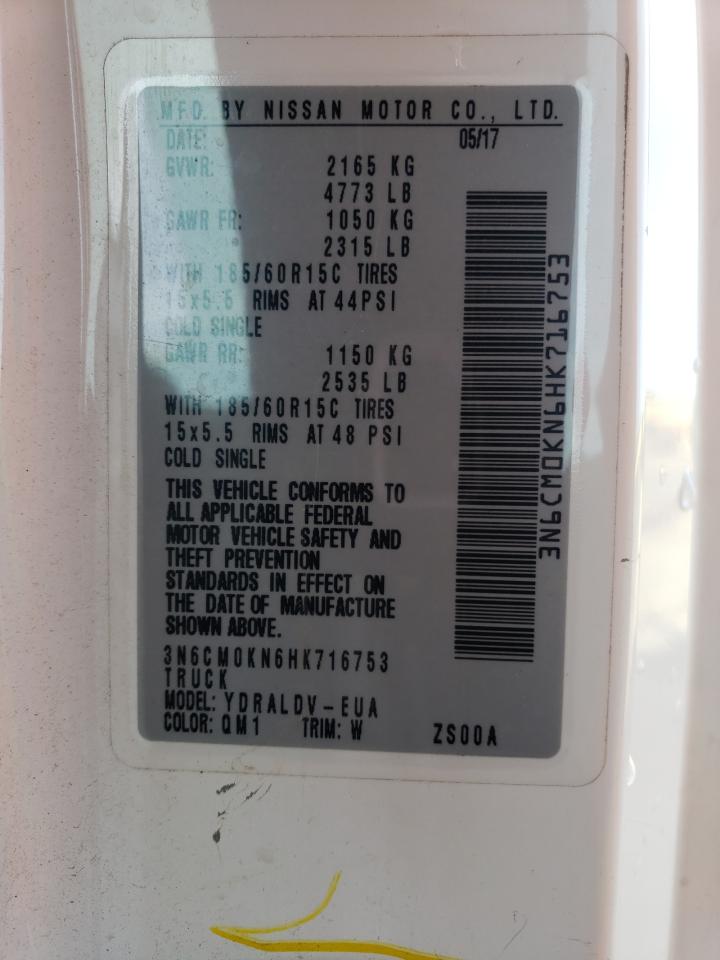 MFD. BY NISSAN MOTOR CO., LTD.
DATE: 05/17
GVWR: 2165 KG
4773 LB
GAWR FR: 1050 KG
2315 LB
WITH 185/60R15C TIRES
15x5.5 RIMS AT 44PSI
COLD SINGLE
GAWR RR: 1150 KG
2535 LB
WITH 185/60R15C TIRES
15x5.5 RIMS AT 48 PSI
COLD SINGLE
THIS VEHICLE CONFORMS TO
ALL APPLICABLE FEDERAL
MOTOR VEHICLE SAFETY AND
THEFT PREVENTION
STANDARDS IN EFFECT ON
THE DATE OF MANUFACTURE
SHOWN ABOVE.
3N6CM0KN6HK716753
TRUCK
MODEL: YDRALDV-EUA
COLOR: QM1 TRIM: W ZS00A
3N6CM0KN6HK716753